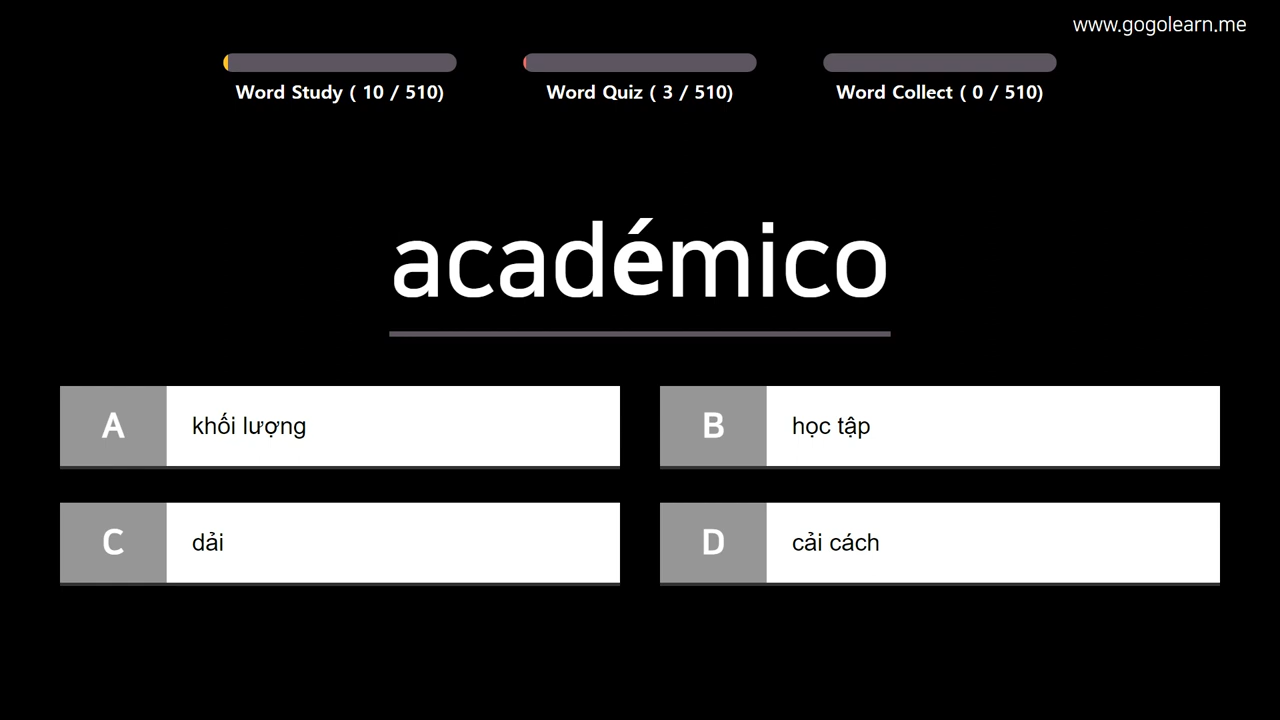 www.gogolearn.me
Word Study ( 10 / 510)
Word Quiz ( 3 / 510)
Word Collect ( 0 / 510)
académico
A khối lượng
B học tập
C dải
D cải cách